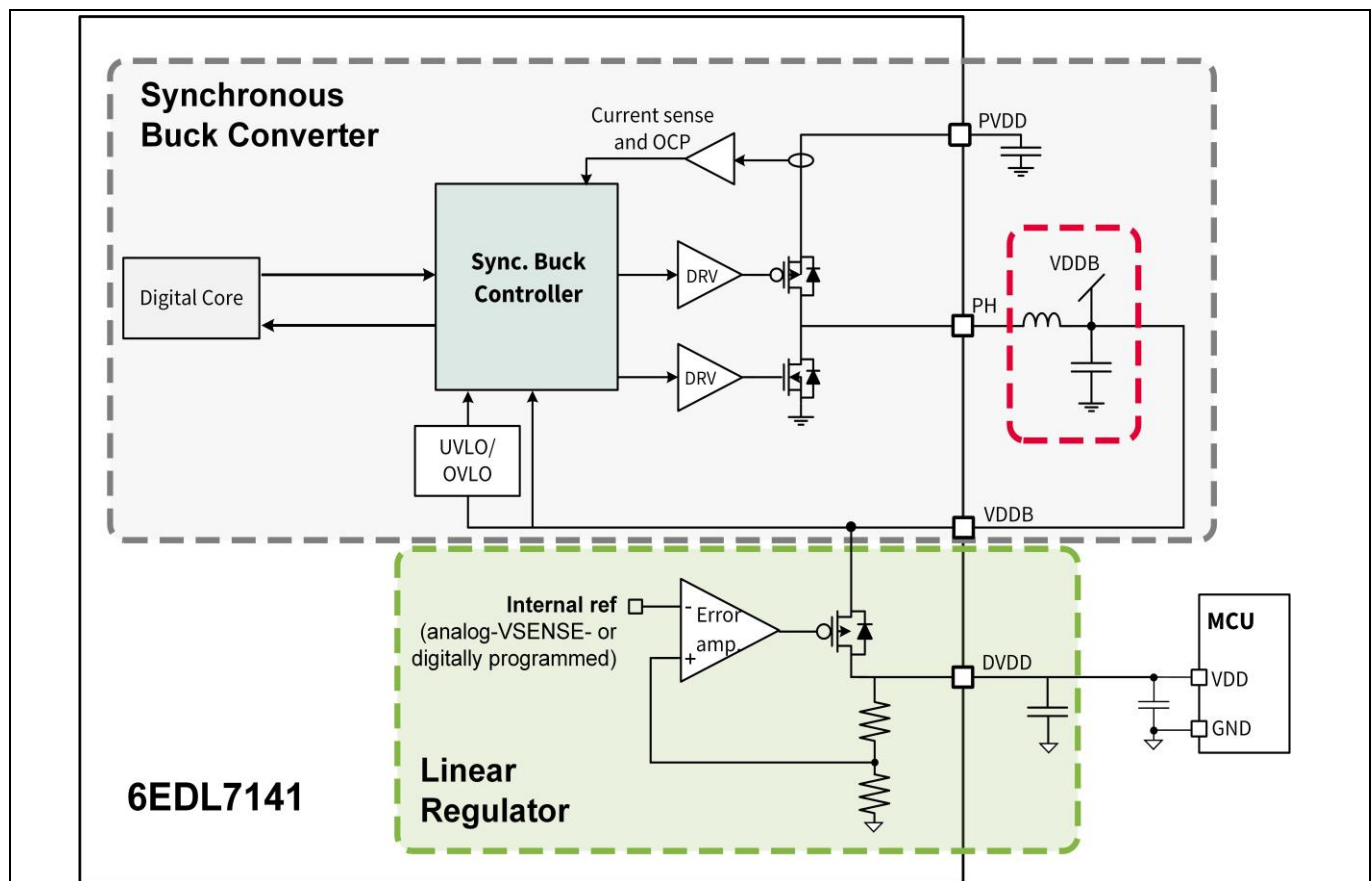 Synchronous
Buck Converter
Current sense
and OCP
PVDD
Digital Core
Sync. Buck
Controller
DRV
VDDB
PH
DRV
UVLO/
OVLO
VDDB
Internal ref
(analog-VSENSE- or
digitally programmed)
-
Error
amp.
+
DVDD
MCU
VDD
GND
Linear
Regulator
6EDL7141